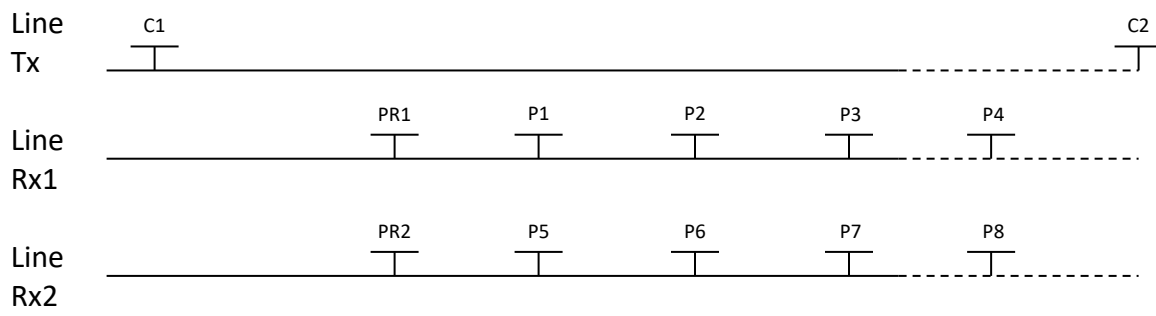 Line
Tx
C1
C2
Line
Rx1
PR1 P1 P2 P3 P4
Line
Rx2
PR2 P5 P6 P7 P8